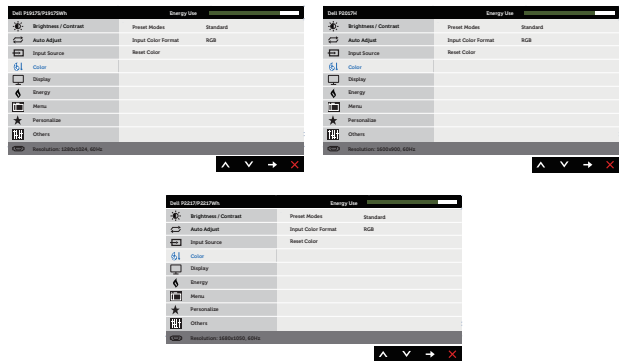 Dell P1917S/P1917SWh Energy Use
Brightness / Contrast Preset Modes Standard
Auto Adjust Input Color Format RGB
Input Source Reset Color
Color
Display
Energy
Menu
Personalize
Others
Resolution: 1280x1024, 60Hz
Dell P2017H Energy Use
Brightness / Contrast Preset Modes Standard
Auto Adjust Input Color Format RGB
Input Source Reset Color
Color
Display
Energy
Menu
Personalize
Others
Resolution: 1600x900, 60Hz
Dell P2217/P2217Wh Energy Use
Brightness / Contrast Preset Modes Standard
Auto Adjust Input Color Format RGB
Input Source Reset Color
Color
Display
Energy
Menu
Personalize
Others
Resolution: 1680x1050, 60Hz